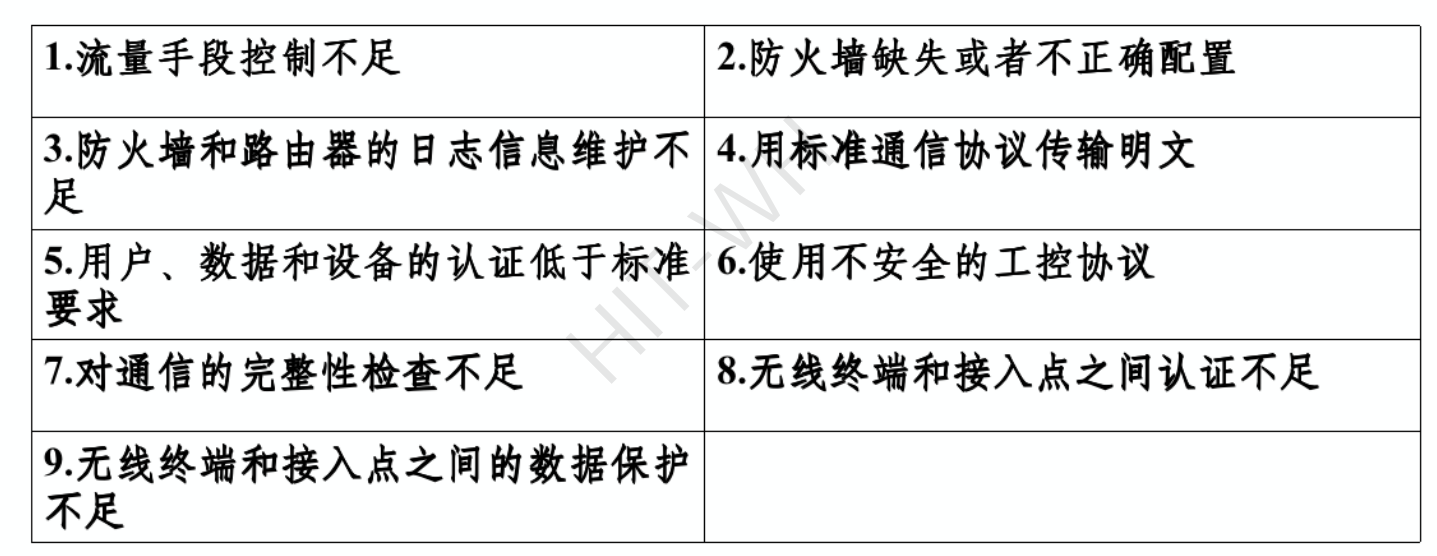 1.流量手段控制不足
2.防火墙缺失或者不正确配置
3.防火墙和路由器的日志信息维护不
足
4.用标准通信协议传输明文
5.用户、数据和设备的认证低于标准
要求
6.使用不安全的工控协议
7.对通信的完整性检查不足
8.无线终端和接入点之间认证不足
9.无线终端和接入点之间的数据保护
不足